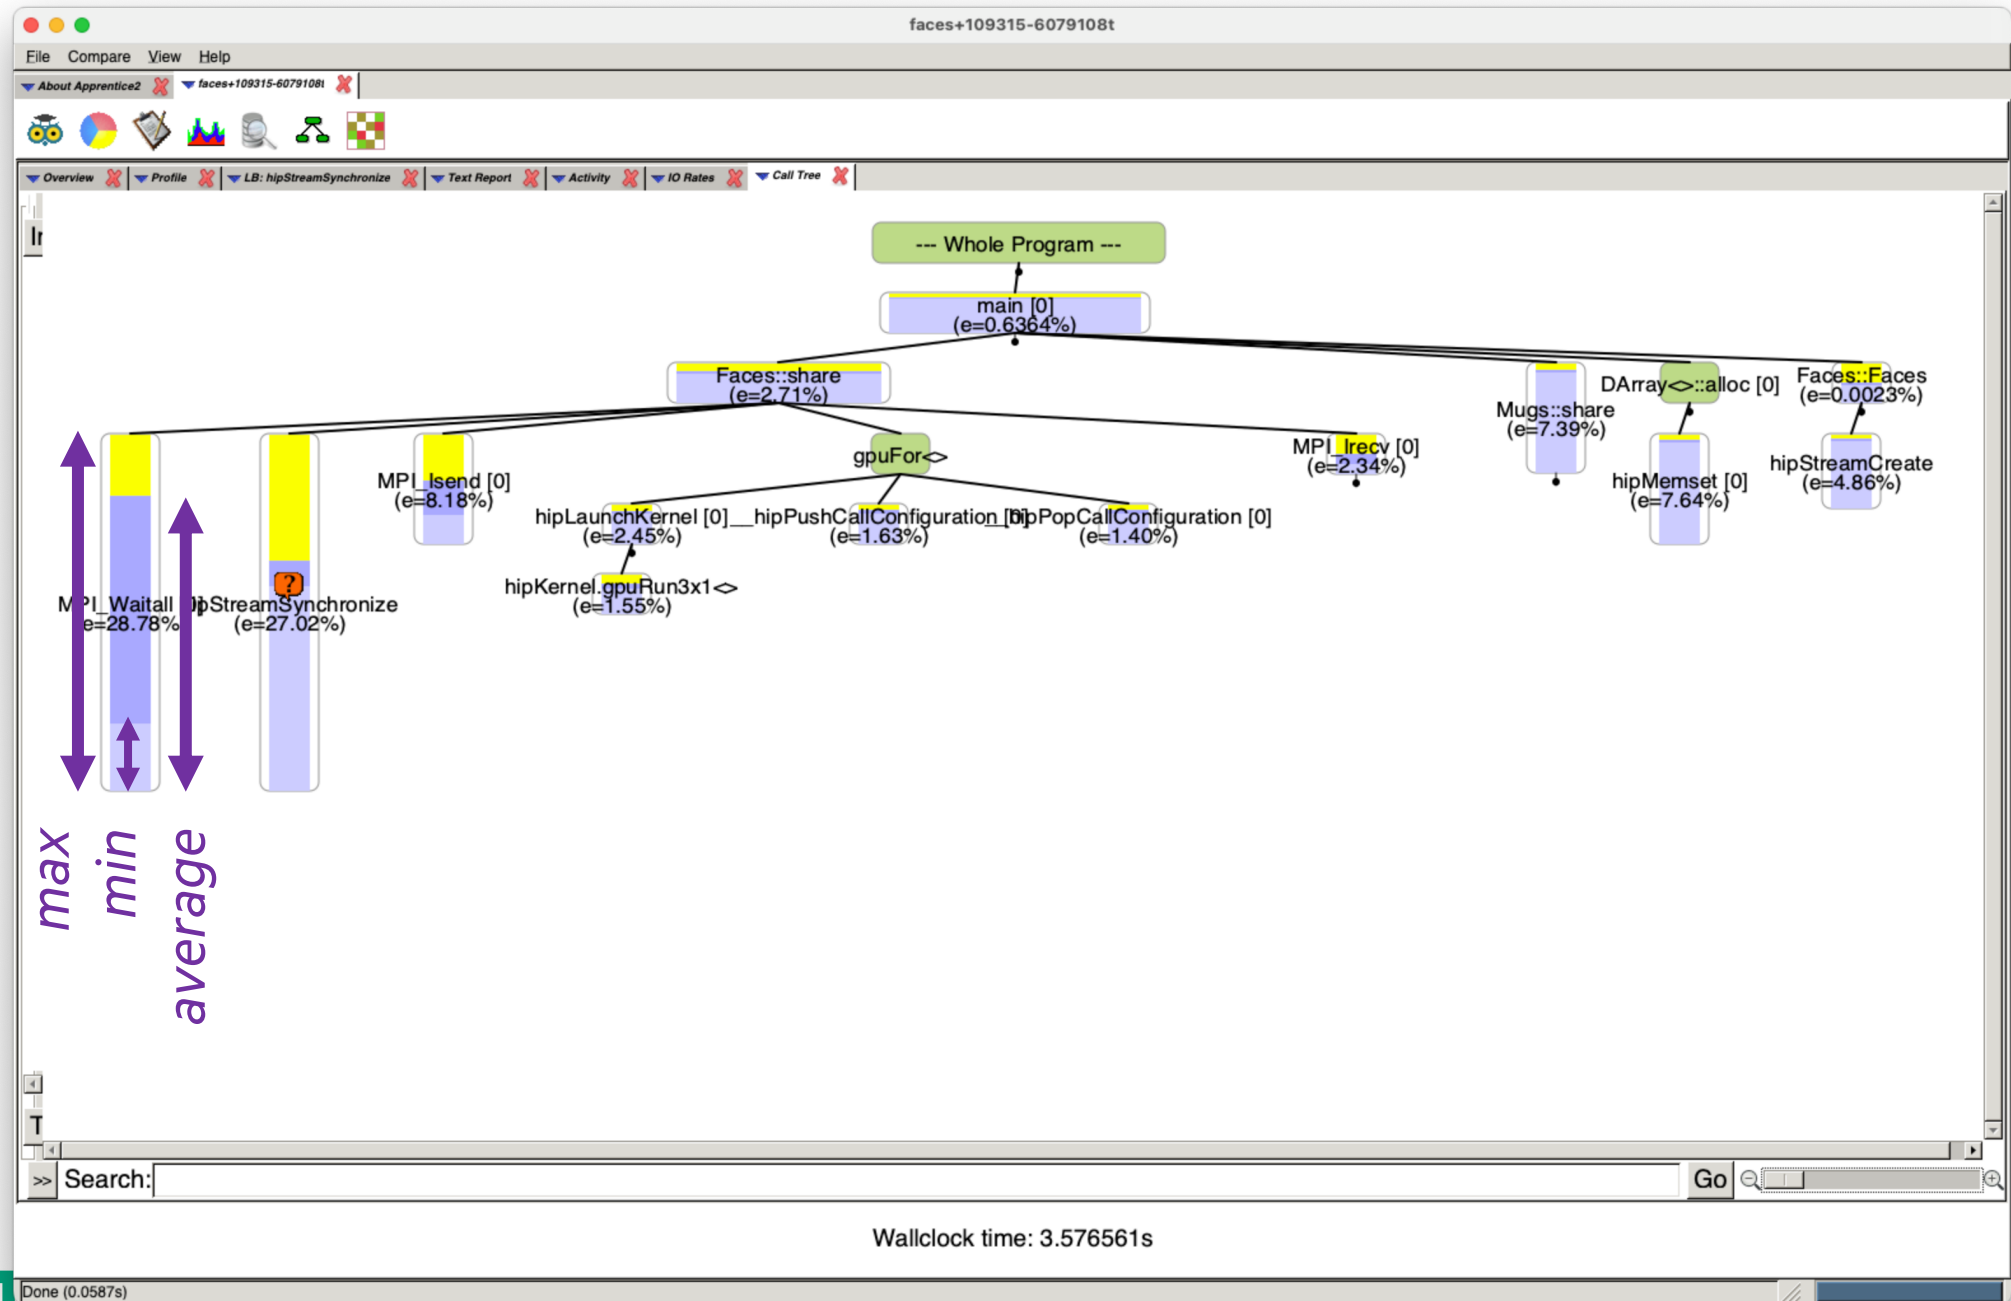 faces+109315-6079108t
File Compare View Help
About Apprentice2 faces+109315-6079108t
Overview Profile LB: hipStreamSynchronize Text Report Activity IO Rates Call Tree
--- Whole Program ---
main [0]
(e=0.6364%)
Faces::share
(e=2.71%)
Mugs::share
(e=7.39%)
DArray<>::alloc [0]
Faces::Faces
(e=0.0023%)
MPI_Waitall
e=28.78%
pStreamSynchronize
(e=27.02%)
MPI_Isend [0]
(e=8.18%)
gpuFor<>
MPI_Irecv [0]
(e=2.34%)
hipMemset [0]
(e=7.64%)
hipStreamCreate
(e=4.86%)
hipLaunchKernel [0]
(e=2.45%)
__hipPushCallConfiguration [0]
(e=1.63%)
PopCallConfiguration [0]
(e=1.40%)
hipKernel.gpuRun3x1<>
(e=1.55%)
max
min
average
?
>> Search: Go
Wallclock time: 3.576561s
Done (0.0587s)